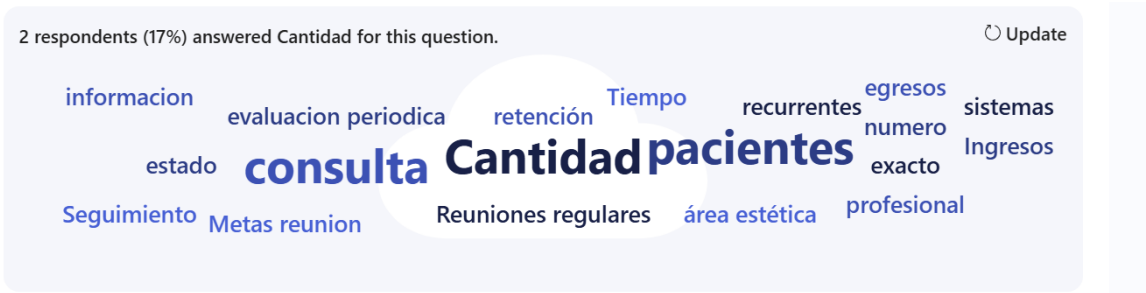 2 respondents (17%) answered Cantidad for this question.
Update
informacion
evaluacion periodica
retención
Tiempo
recurrentes
egresos
sistemas
numero
Ingresos
estado
consulta
Cantidad
pacientes
exacto
Seguimiento
Metas reunion
Reuniones regulares
área estética
profesional